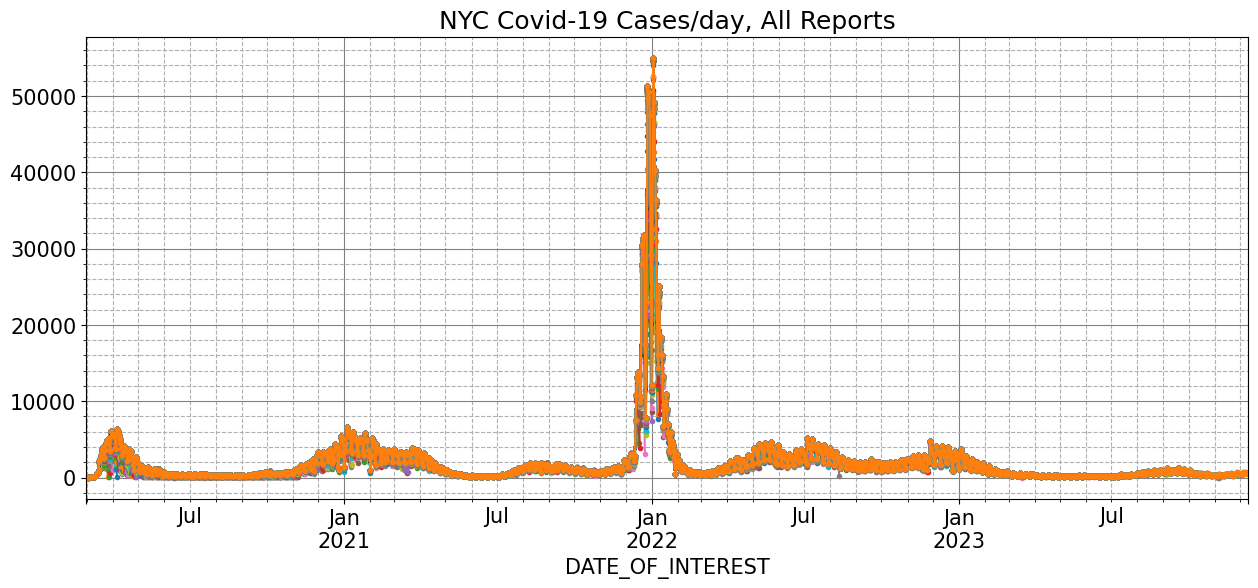 NYC Covid-19 Cases/day, All Reports
50000
40000
30000
20000
10000
0
Jul Jan Jul Jan Jul Jan Jul
2021 2022 2023
DATE_OF_INTEREST